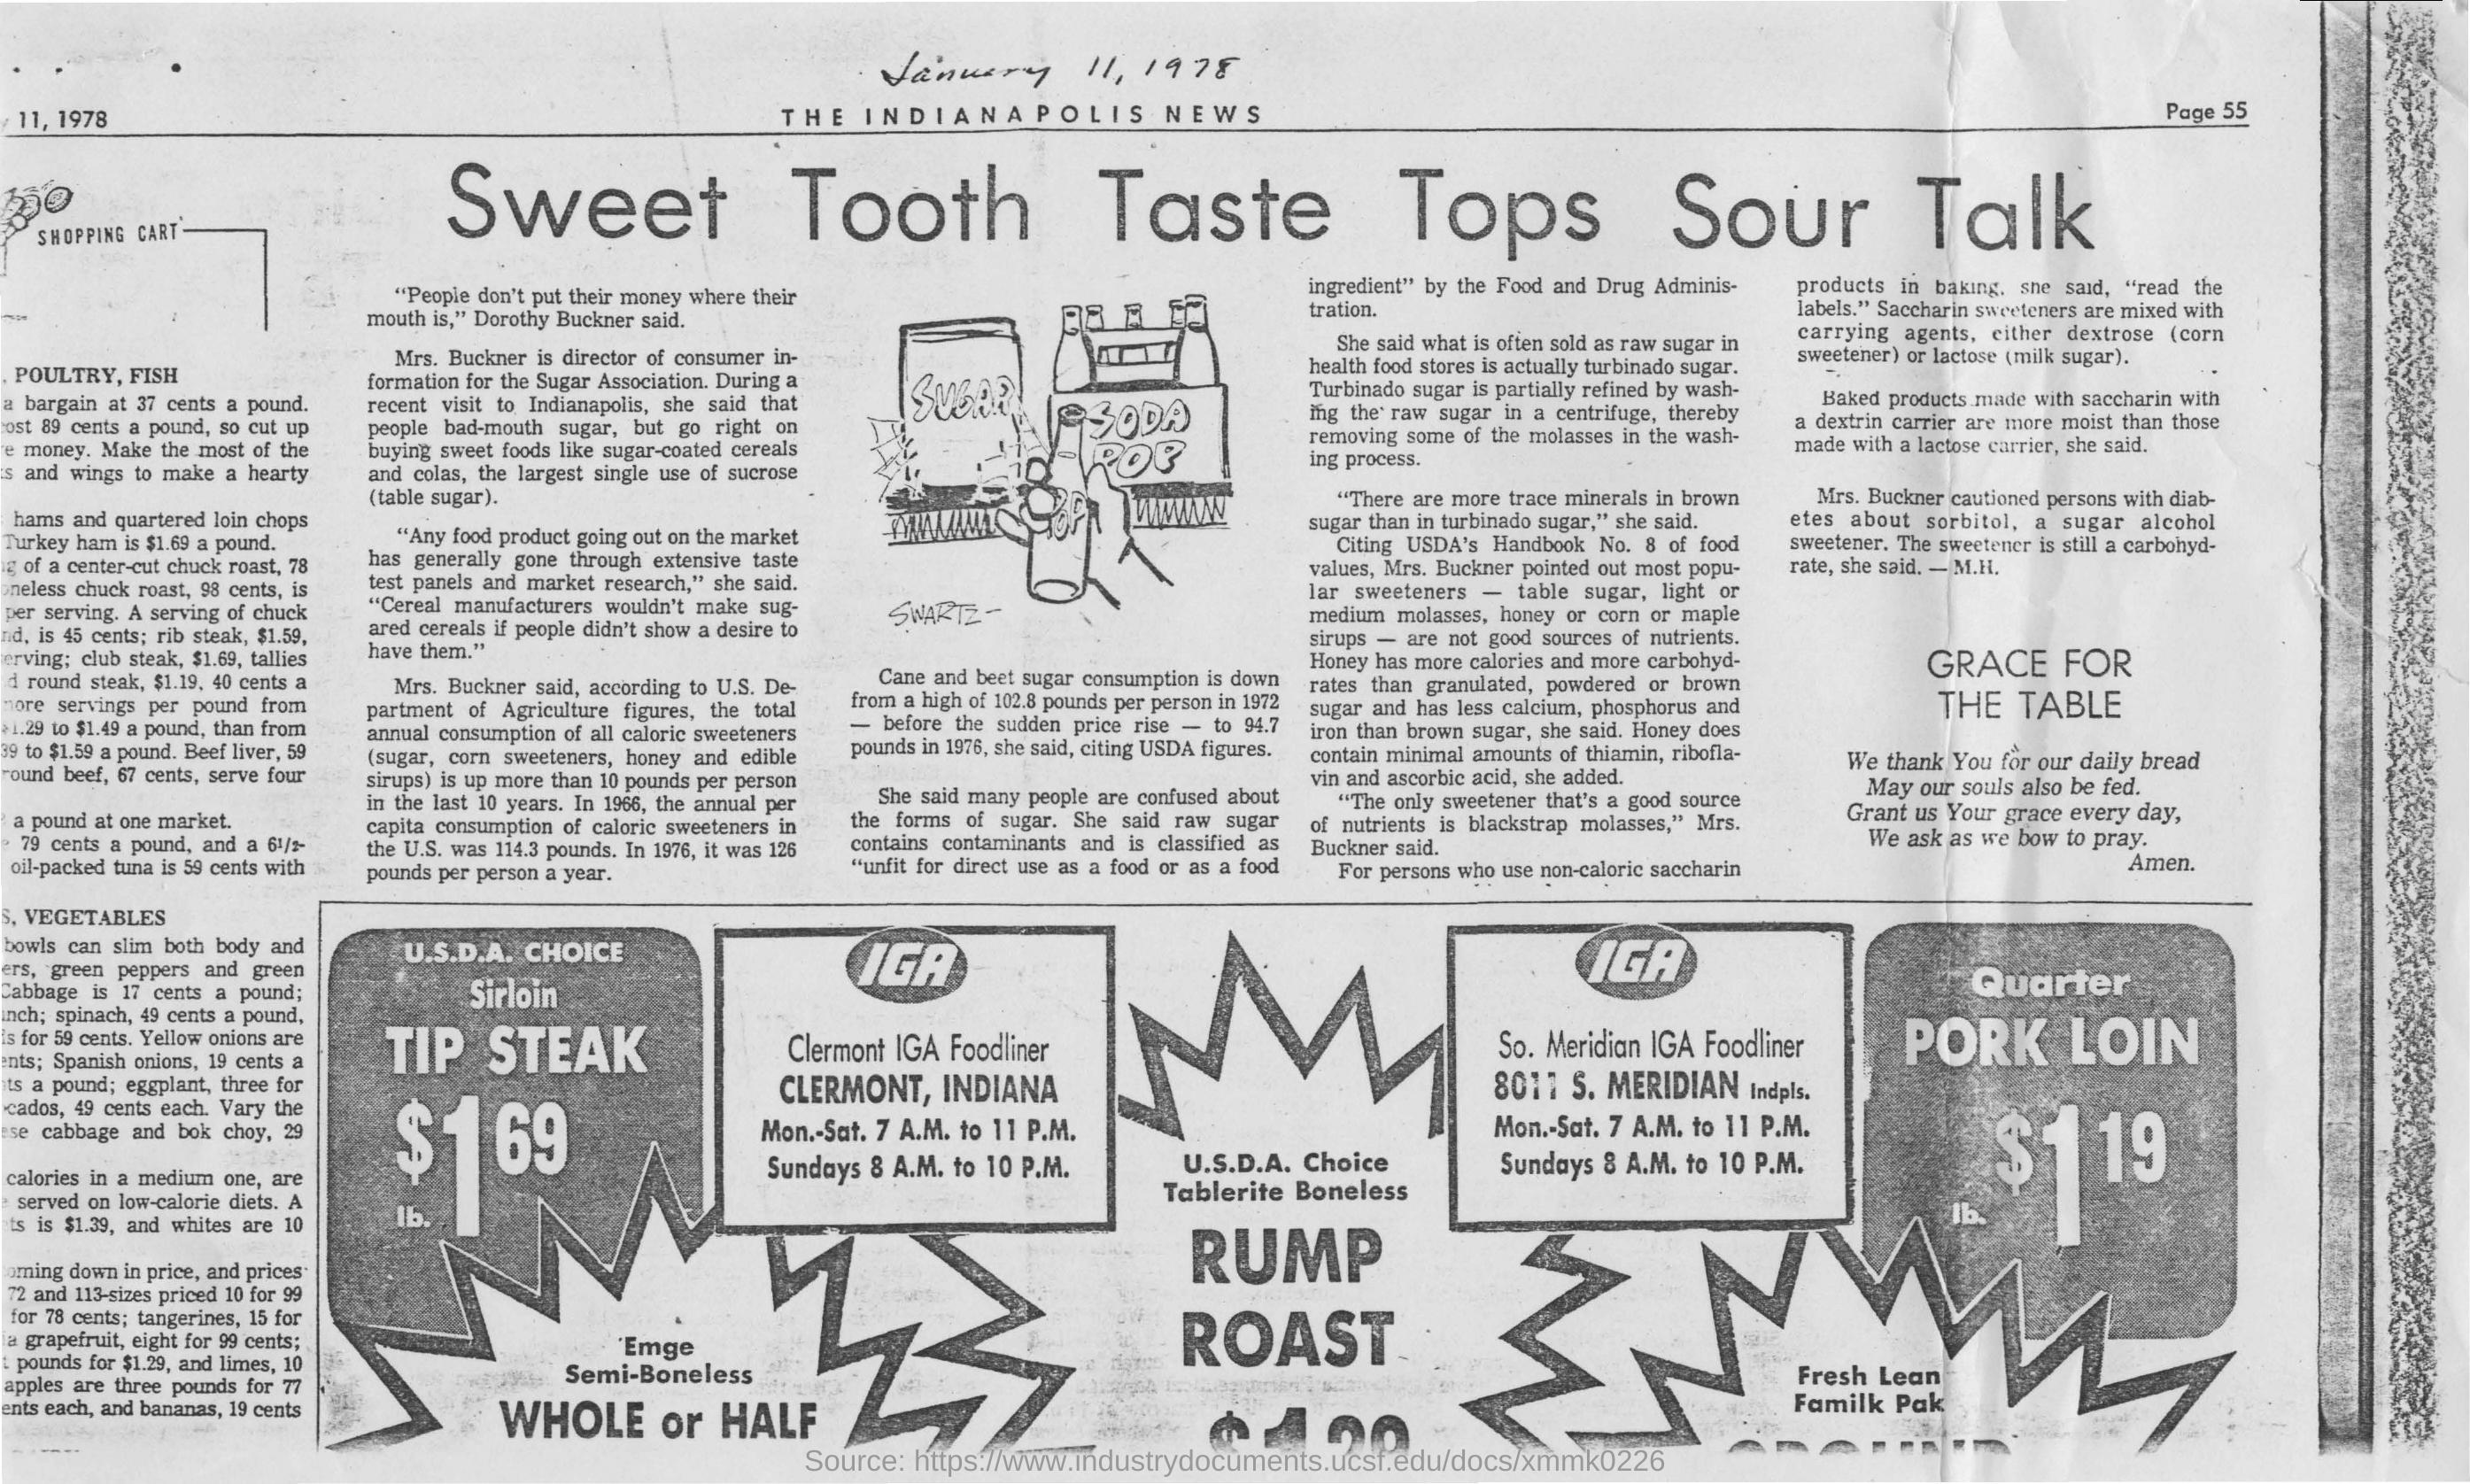 January 11, 1978
11, 1978
THE INDIANAPOLIS NEWS
Page 55
SHOPPING CART
POULTRY, FISH
a bargain at 37 cents a pound.
89 cents a pound, so cut up
money. Make the most of the
and wings to make a hearty
hams and quartered loin chops
Turkey ham is $1.69 a pound.
of a center-cut chuck roast, 78
chuck roast, 98 cents, is
per serving. A serving of chuck
is 45 cents; rib steak, $1.59,
club steak, $1.69, tallies
round steak, $1.19, 40 cents a
servings per pound from
$1.29 to $1.49 a pound, than from
to $1.59 a pound. Beef liver, 59
beef, 67 cents, serve four
a pound at one market.
79 cents a pound, and a 6½-
oil-packed tuna is 59 cents with
VEGETABLES
bowls can slim both body and
green peppers and green
Cabbage is 17 cents a pound;
spinach, 49 cents a pound,
for 59 cents. Yellow onions are
Spanish onions, 19 cents a
a pound; eggplant, three for
49 cents each. Vary the
cabbage and bok choy, 29
calories in a medium one, are
served on low-calorie diets. A
is $1.39, and whites are 10
down in price, and prices
72 and 113-sizes priced 10 for 99
for 78 cents; tangerines, 15 for
a grapefruit, eight for 99 cents;
pounds for $1.29, and limes, 10
apples are three pounds for 77
each, and bananas, 19 cents
Sweet Tooth Taste Tops Sour Talk
"People don't put their money where their
mouth is," Dorothy Buckner said.
Mrs. Buckner is director of consumer in-
formation for the Sugar Association. During a
recent visit to Indianapolis, she said that
people bad-mouth sugar, but go right on
buying sweet foods like sugar-coated cereals
and colas, the largest single use of sucrose
(table sugar).
"Any food product going out on the market
has generally gone through extensive taste
test panels and market research," she said.
"Cereal manufacturers wouldn't make sug-
ared cereals if people didn't show a desire to
have them."
Mrs. Buckner said, according to U.S. De-
partment of Agriculture figures, the total
annual consumption of all caloric sweeteners
(sugar, corn sweeteners, honey and edible
sirups) is up more than 10 pounds per person
in the last 10 years. In 1966, the annual per
capita consumption of caloric sweeteners in
the U.S. was 114.3 pounds. In 1976, it was 126
pounds per person a year.
SUGAR
SODA
POP
POP
SWARTZ
Cane and beet sugar consumption is down
from a high of 102.8 pounds per person in 1972
— before the sudden price rise — to 94.7
pounds in 1976, she said, citing USDA figures.
She said many people are confused about
the forms of sugar. She said raw sugar
contains contaminants and is classified as
"unfit for direct use as a food or as a food
ingredient" by the Food and Drug Adminis-
tration.
She said what is often sold as raw sugar in
health food stores is actually turbinado sugar.
Turbinado sugar is partially refined by wash-
ing the raw sugar in a centrifuge, thereby
removing some of the molasses in the wash-
ing process.
"There are more trace minerals in brown
sugar than in turbinado sugar," she said.
Citing USDA's Handbook No. 8 of food
values, Mrs. Buckner pointed out most popu-
lar sweeteners — table sugar, light or
medium molasses, honey or corn or maple
sirups — are not good sources of nutrients.
Honey has more calories and more carbohyd-
rates than granulated, powdered or brown
sugar and has less calcium, phosphorus and
iron than brown sugar, she said. Honey does
contain minimal amounts of thiamin, ribofla-
vin and ascorbic acid, she added.
"The only sweetener that's a good source
of nutrients is blackstrap molasses," Mrs.
Buckner said.
For persons who use non-caloric saccharin
products in baking, she said, "read the
labels." Saccharin sweeteners are mixed with
carrying agents, either dextrose (corn
sweetener) or lactose (milk sugar).
Baked products made with saccharin with
a dextrin carrier are more moist than those
made with a lactose carrier, she said.
Mrs. Buckner cautioned persons with diab-
etes about sorbitol, a sugar alcohol
sweetener. The sweetener is still a carbohyd-
rate, she said. — M.H.
GRACE FOR
THE TABLE
We thank You for our daily bread
May our souls also be fed.
Grant us Your grace every day,
We ask as we bow to pray.
Amen.
U.S.D.A. CHOICE
Sirloin
TIP STEAK
$1 69
lb.
IGA
Clermont IGA Foodliner
CLERMONT, INDIANA
Mon.-Sat. 7 A.M. to 11 P.M.
Sundays 8 A.M. to 10 P.M.
U.S.D.A. Choice
Tablerite Boneless
RUMP
ROAST
IGA
So. Meridian IGA Foodliner
8011 S. MERIDIAN Indpls.
Mon.-Sat. 7 A.M. to 11 P.M.
Sundays 8 A.M. to 10 P.M.
Quarter
PORK LOIN
$1 19
lb.
Emge
Semi-Boneless
WHOLE or HALF
Fresh Lean
Familk Pak
Source: https://www.industrydocuments.ucsf.edu/docs/xmmk0226